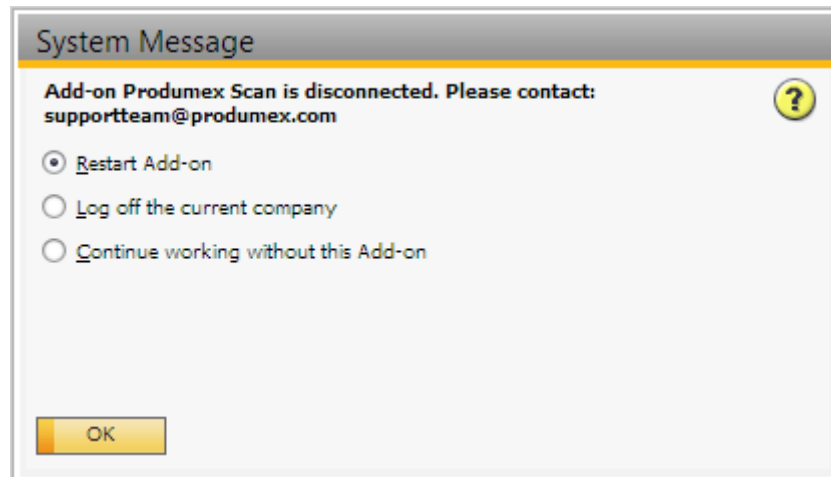 System Message
Add-on Produmex Scan is disconnected. Please contact:
supportteam@produmex.com
?
Restart Add-on
Log off the current company
Continue working without this Add-on
OK